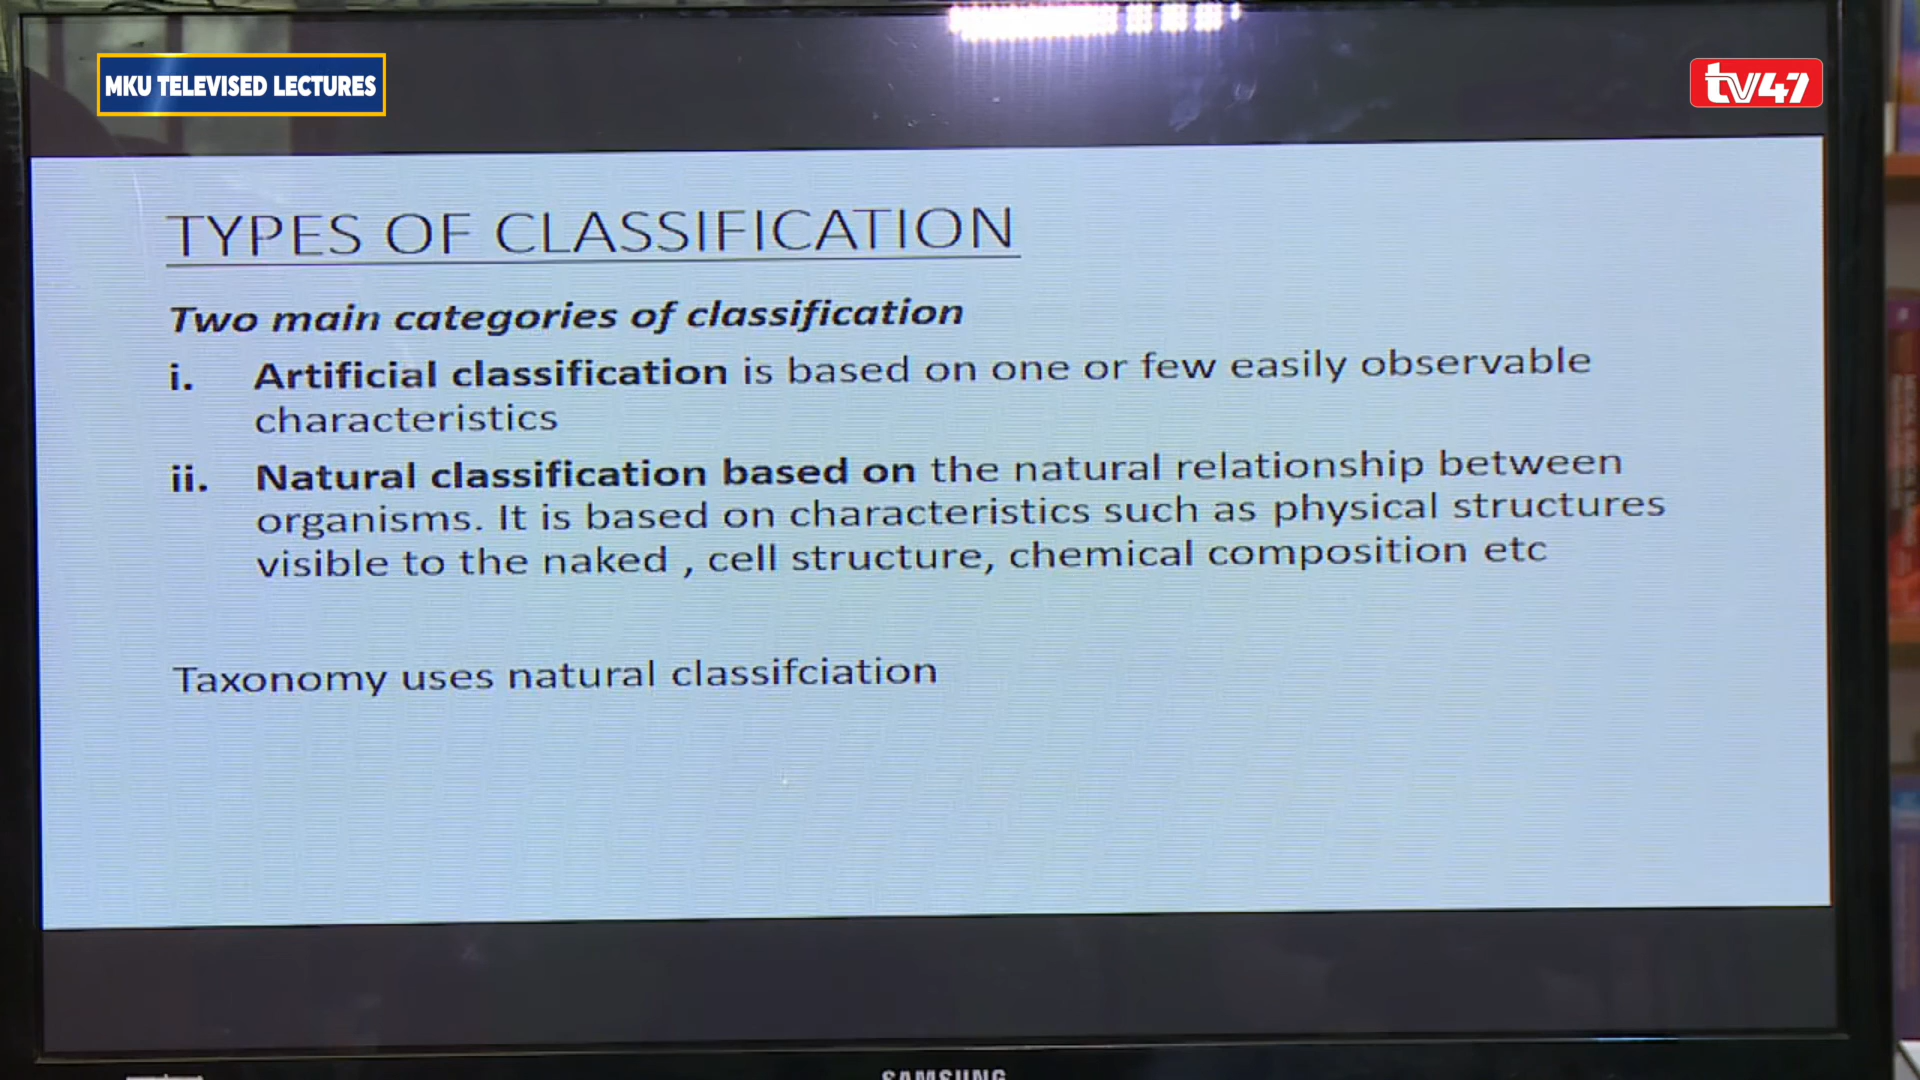 MKU TELEVISED LECTURES
tv47
TYPES OF CLASSIFICATION
Two main categories of classification
i. Artificial classification is based on one or few easily observable
characteristics
ii. Natural classification based on the natural relationship between
organisms. It is based on characteristics such as physical structures
visible to the naked , cell structure, chemical composition etc
Taxonomy uses natural classifciation
SAMSUNG